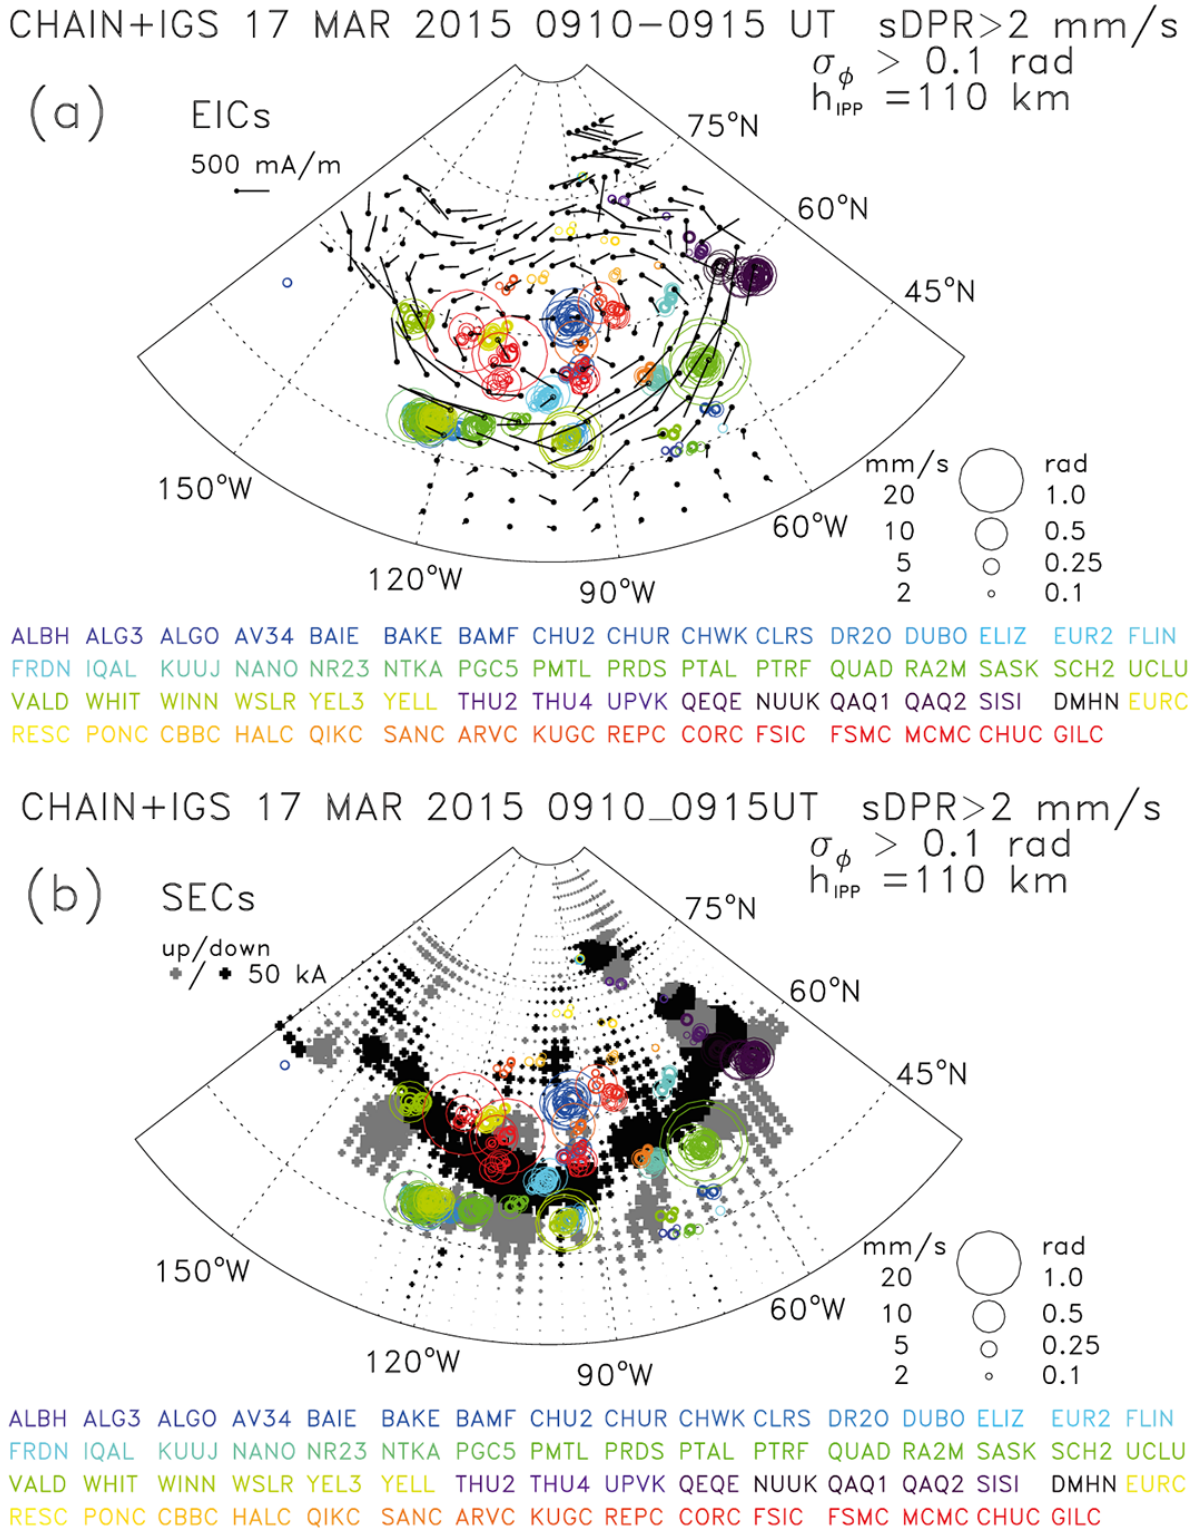 CHAIN+IGS 17 MAR 2015 0910-0915 UT sDPR>2 mm/s
σϕ > 0.1 rad
hIPP =110 km
(a) EICs
500 mA/m
75°N
60°N
45°N
150°W
120°W
90°W
60°W
mm/s rad
20 1.0
10 0.5
5 0.25
2 0.1
ALBH ALG3 ALGO AV34 BAIE BAKE BAMF CHU2 CHUR CHWK CLRS DR2O DUBO ELIZ EUR2 FLIN
FRDN IQAL KUUJ NANO NR23 NTKA PGC5 PMTL PRDS PTAL PTRF QUAD RA2M SASK SCH2 UCLU
VALD WHIT WINN WSLR YEL3 YELL THU2 THU4 UPVK QEQE NUUK QAQ1 QAQ2 SISI DMHN EURC
RESC PONC CBBC HALC QIKC SANC ARVC KUGC REPC CORC FSIC FSMC MCMC CHUC GILC
CHAIN+IGS 17 MAR 2015 0910_0915UT sDPR>2 mm/s
σϕ > 0.1 rad
hIPP =110 km
(b) SECs
up/down
/ 50 kA
75°N
60°N
45°N
150°W
120°W
90°W
60°W
mm/s rad
20 1.0
10 0.5
5 0.25
2 0.1
ALBH ALG3 ALGO AV34 BAIE BAKE BAMF CHU2 CHUR CHWK CLRS DR2O DUBO ELIZ EUR2 FLIN
FRDN IQAL KUUJ NANO NR23 NTKA PGC5 PMTL PRDS PTAL PTRF QUAD RA2M SASK SCH2 UCLU
VALD WHIT WINN WSLR YEL3 YELL THU2 THU4 UPVK QEQE NUUK QAQ1 QAQ2 SISI DMHN EURC
RESC PONC CBBC HALC QIKC SANC ARVC KUGC REPC CORC FSIC FSMC MCMC CHUC GILC